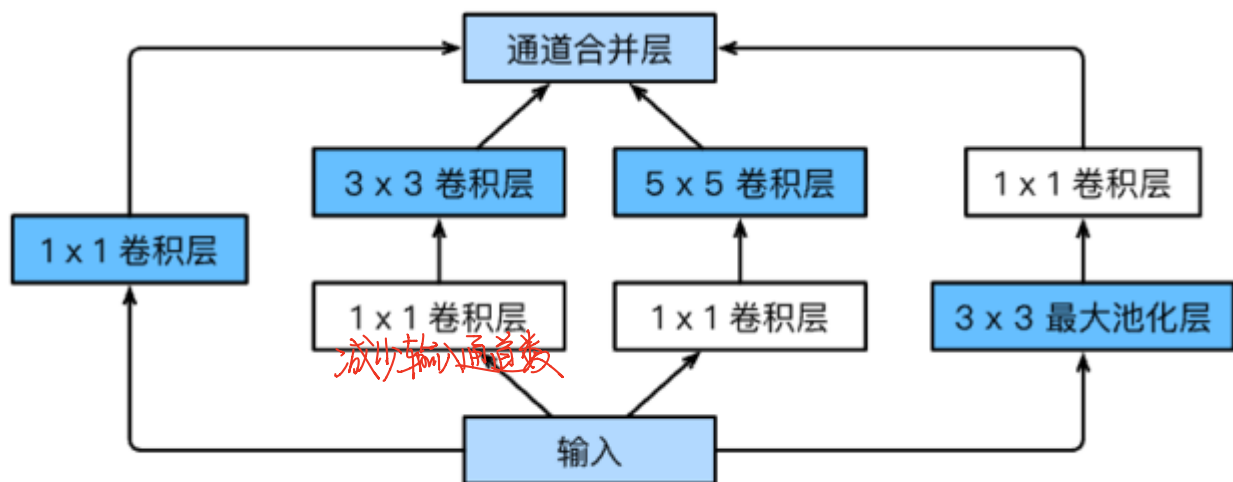 通道合并层
3 x 3 卷积层
5 x 5 卷积层
1 x 1 卷积层
1 x 1 卷积层
1 x 1 卷积层
1 x 1 卷积层
3 x 3 最大池化层
减少输入通道数
输入